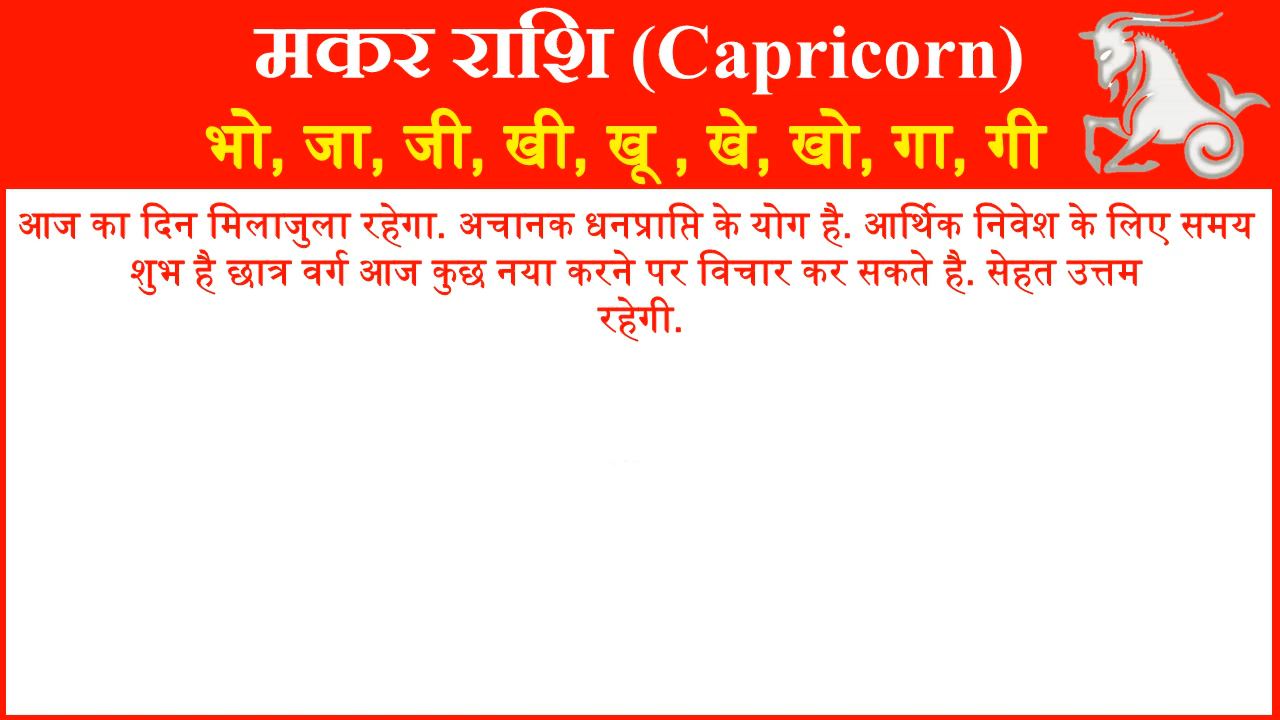 मकर राशि (Capricorn)
भो, जा, जी, खी, खू , खे, खो, गा, गी
आज का दिन मिलाजुला रहेगा. अचानक धनप्राप्ति के योग है. आर्थिक निवेश के लिए समय
शुभ है छात्र वर्ग आज कुछ नया करने पर विचार कर सकते है. सेहत उत्तम
रहेगी.